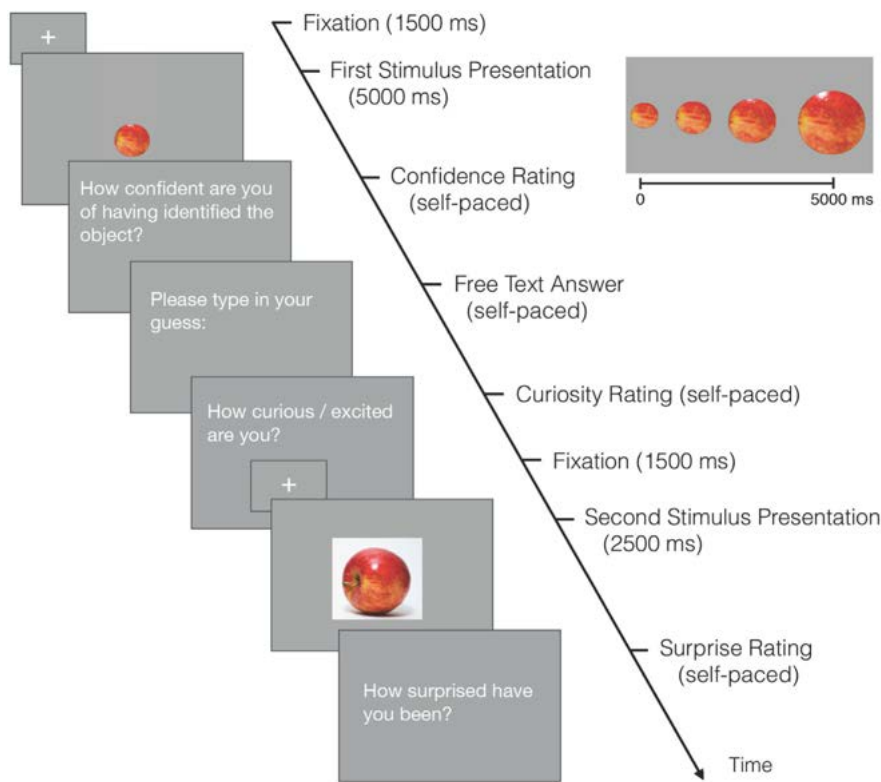 +
How confident are you
of having identified the
object?
Please type in your
guess:
How curious / excited
are you?
+
How surprised have
you been?
Fixation (1500 ms)
First Stimulus Presentation
(5000 ms)
Confidence Rating
(self-paced)
Free Text Answer
(self-paced)
Curiosity Rating (self-paced)
Fixation (1500 ms)
Second Stimulus Presentation
(2500 ms)
Surprise Rating
(self-paced)
Time
0 5000 ms